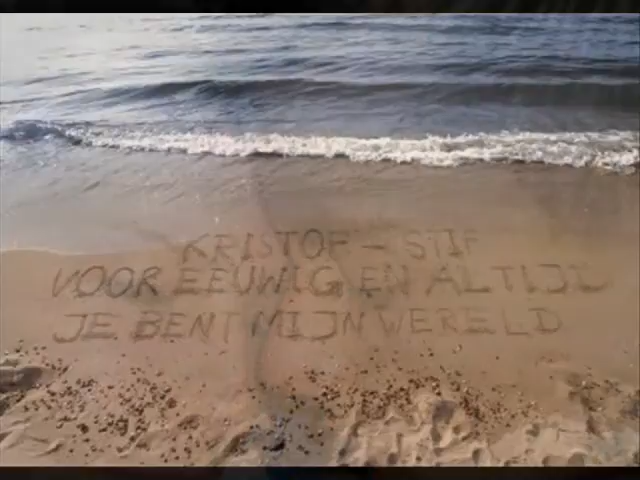 KRISTOF - STIF
VOOR EEUWIG EN ALTIJD
JE BENT MIJN WERELD